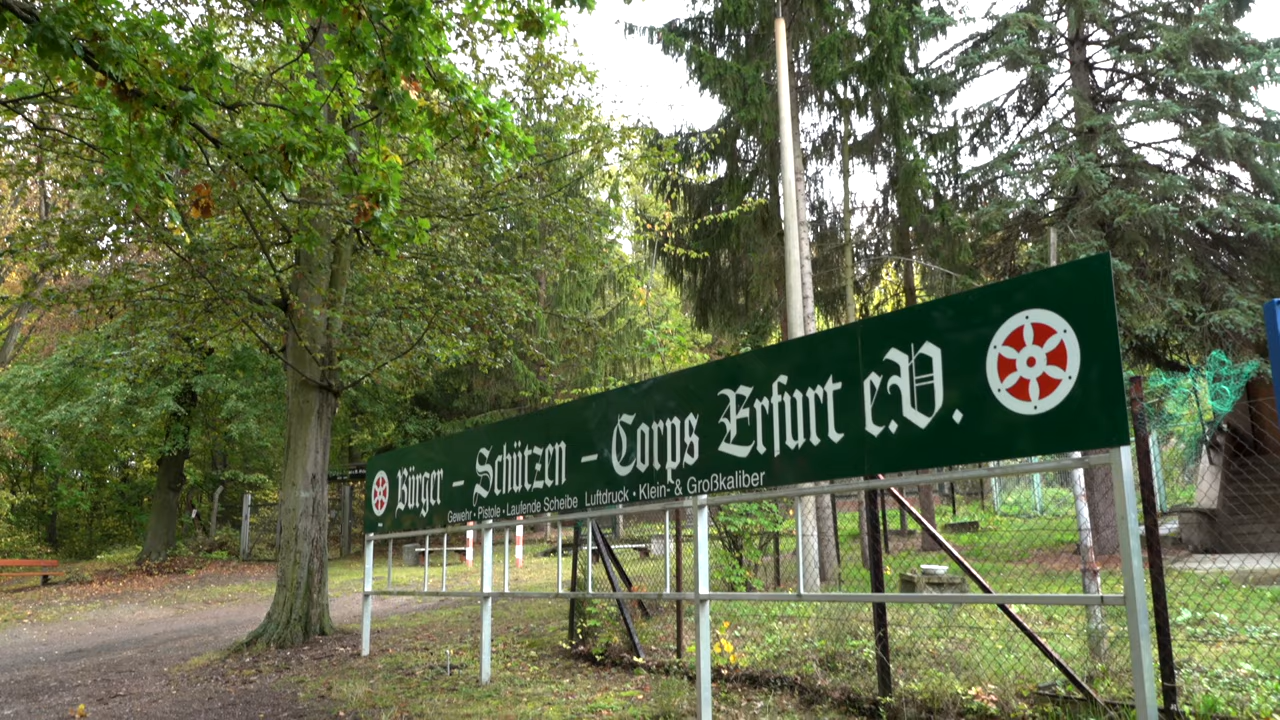 Bürger – Schützen – Corps Erfurt e.V.
Gewehr • Pistole • Laufende Scheibe Luftdruck • Klein- & Großkaliber